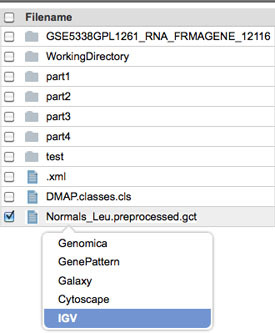 Filename
GSE5338GPL1261_RNA_FRMAGENE_12116
WorkingDirectory
part1
part2
part3
part4
test
.xml
DMAP.classes.cls
Normals_Leu.preprocessed.gct
Genomica
GenePattern
Galaxy
Cytoscape
IGV